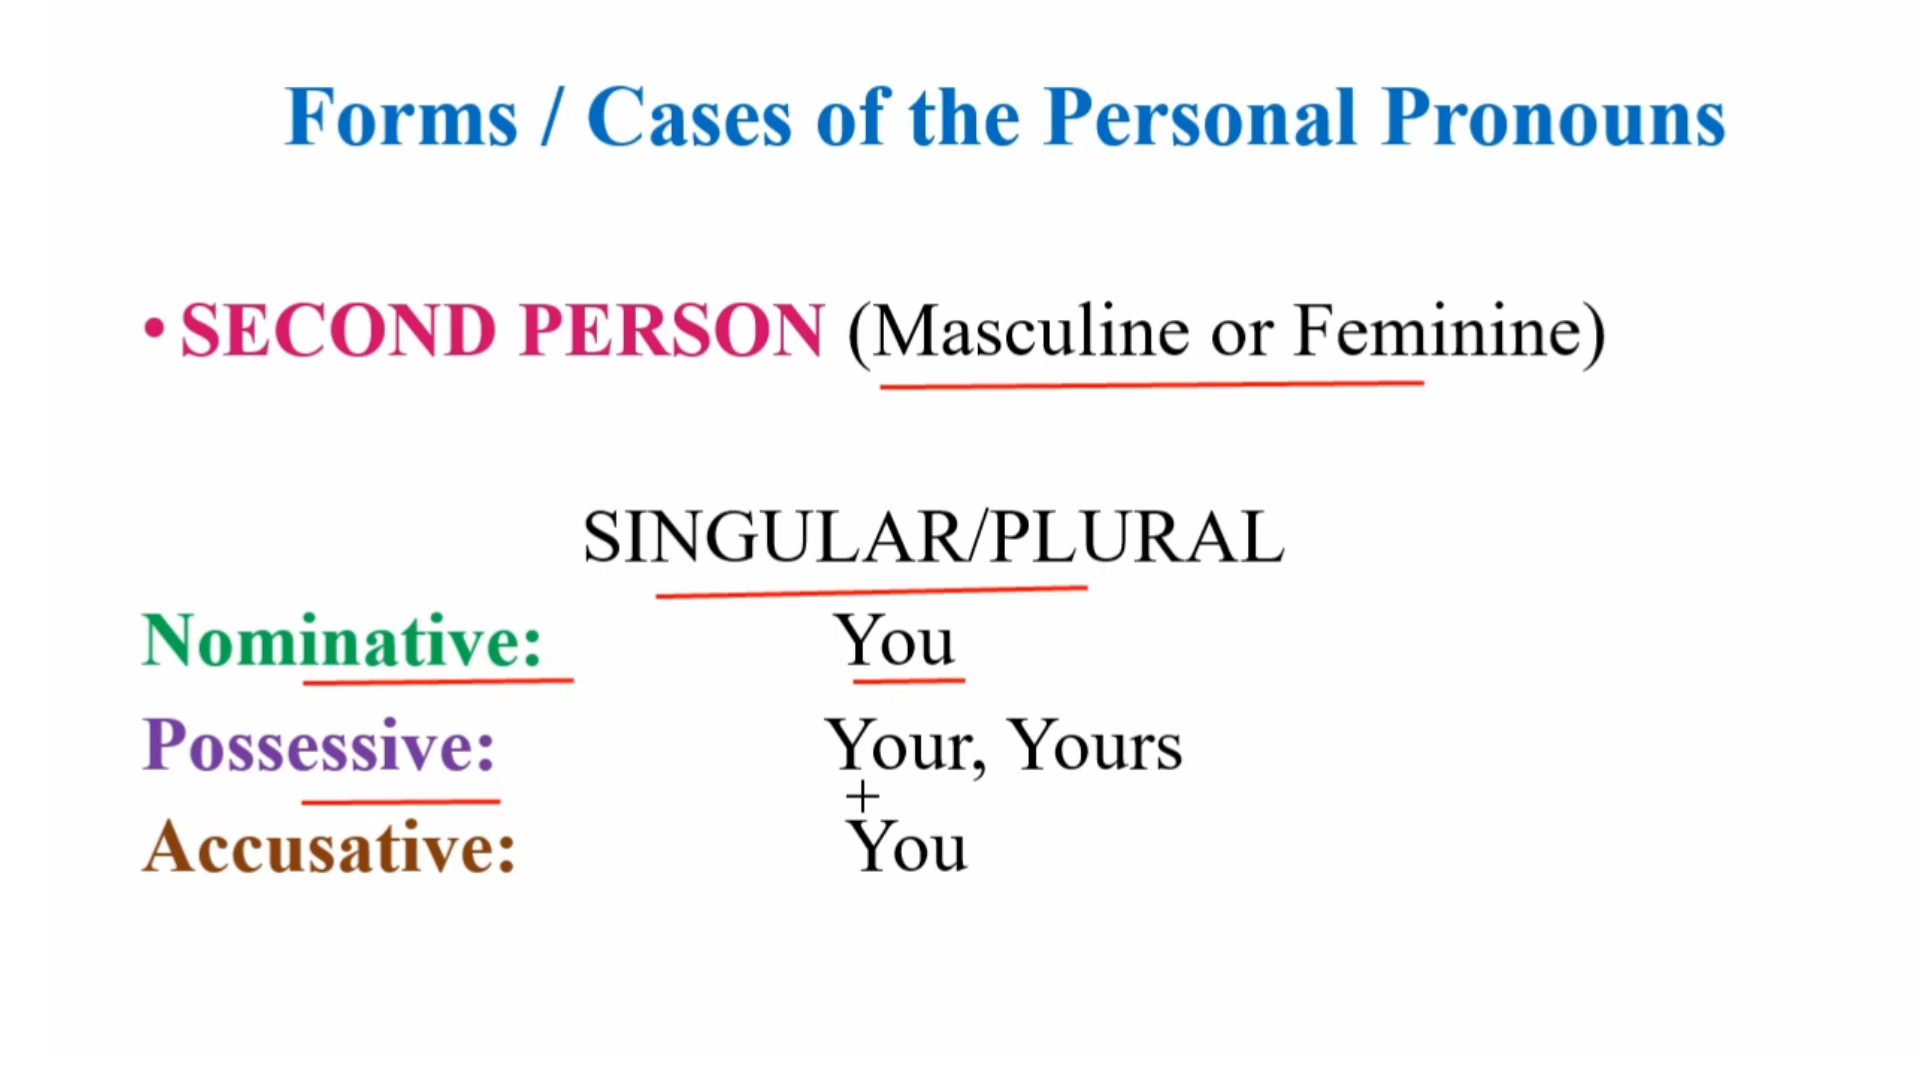 Forms / Cases of the Personal Pronouns
• SECOND PERSON (Masculine or Feminine)
SINGULAR/PLURAL
Nominative: You
Possessive: Your, Yours
Accusative: You